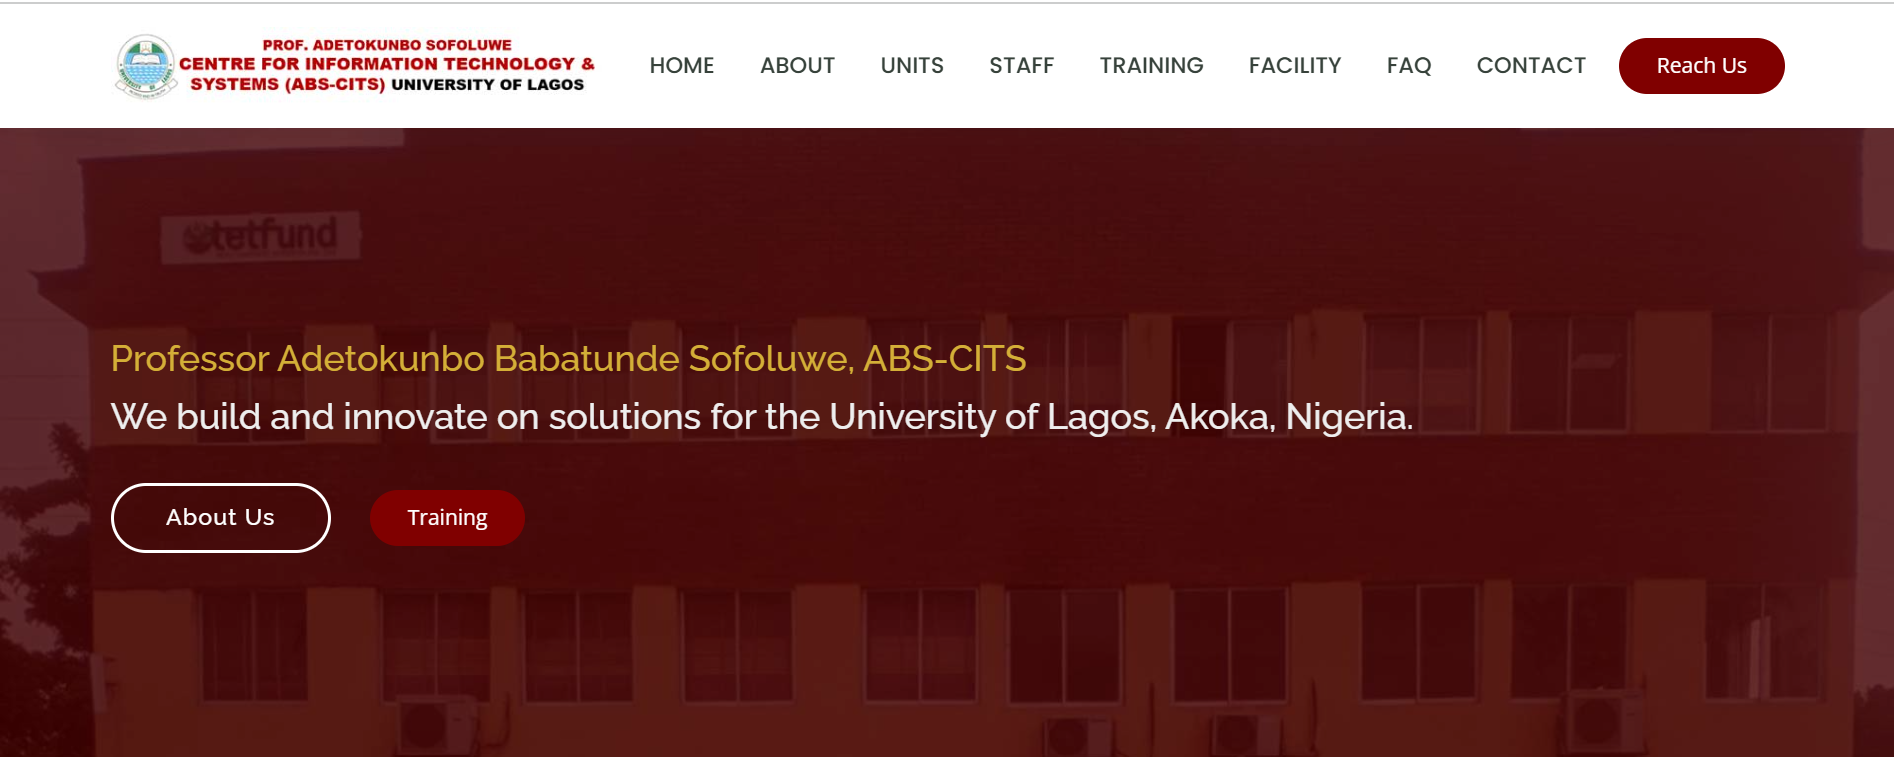 PROF. ADETOKUNBO SOFOLUWE
CENTRE FOR INFORMATION TECHNOLOGY &
SYSTEMS (ABS-CITS) UNIVERSITY OF LAGOS
HOME
ABOUT
UNITS
STAFF
TRAINING
FACILITY
FAQ
CONTACT
Reach Us
tetfund
Professor Adetokunbo Babatunde Sofoluwe, ABS-CITS
We build and innovate on solutions for the University of Lagos, Akoka, Nigeria.
About Us
Training